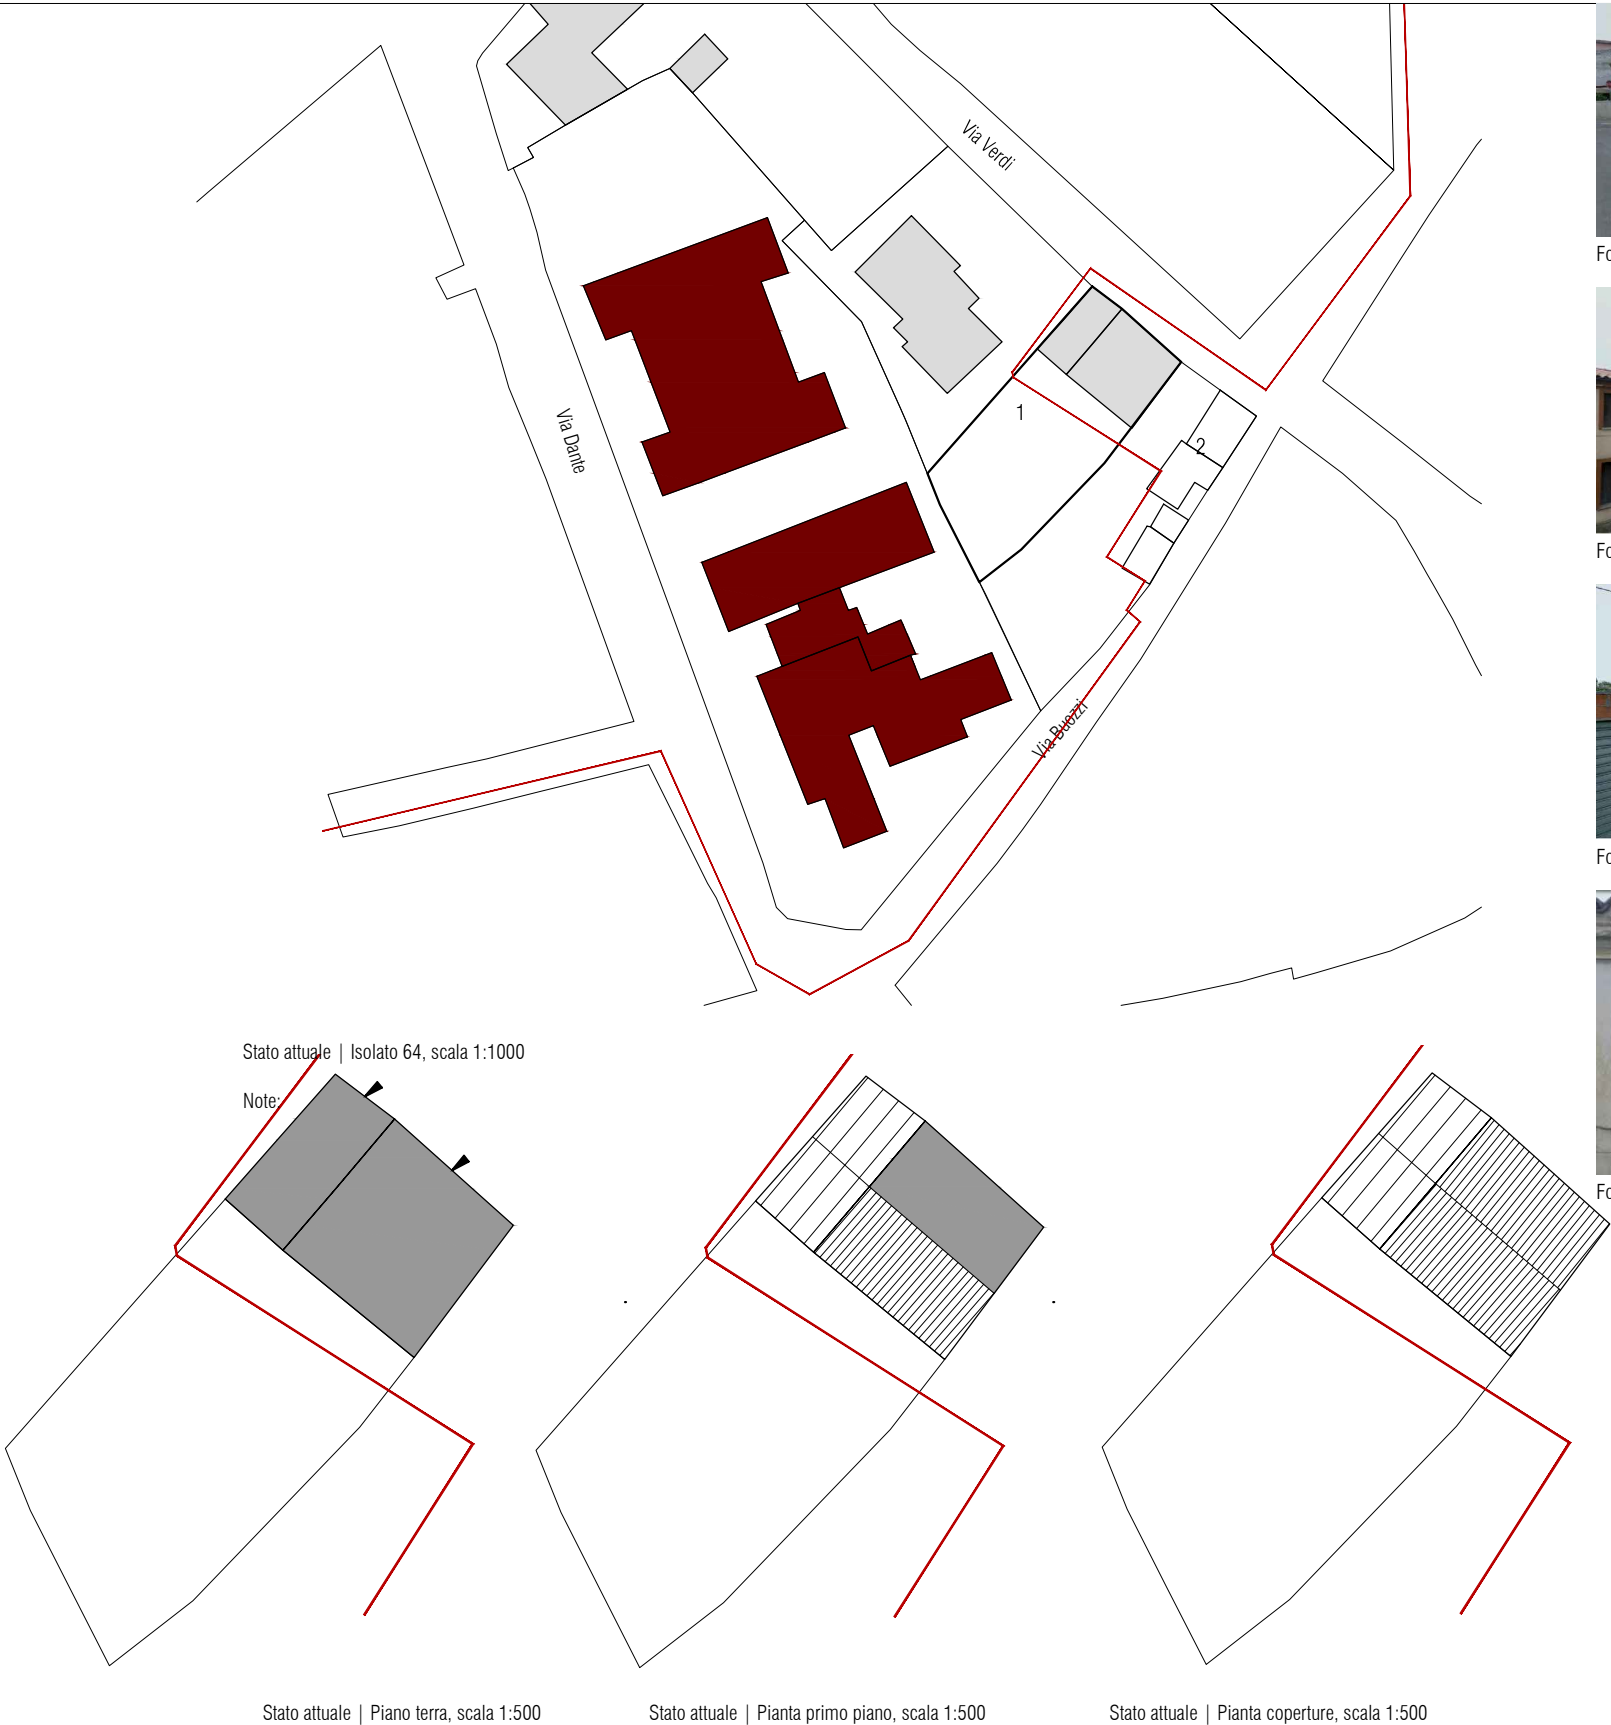 Via Verdi
Via Dante
1
2
Via Buozzi
Stato attuale | Isolato 64, scala 1:1000
Note:
Stato attuale | Piano terra, scala 1:500
Stato attuale | Pianta primo piano, scala 1:500
Stato attuale | Pianta coperture, scala 1:500